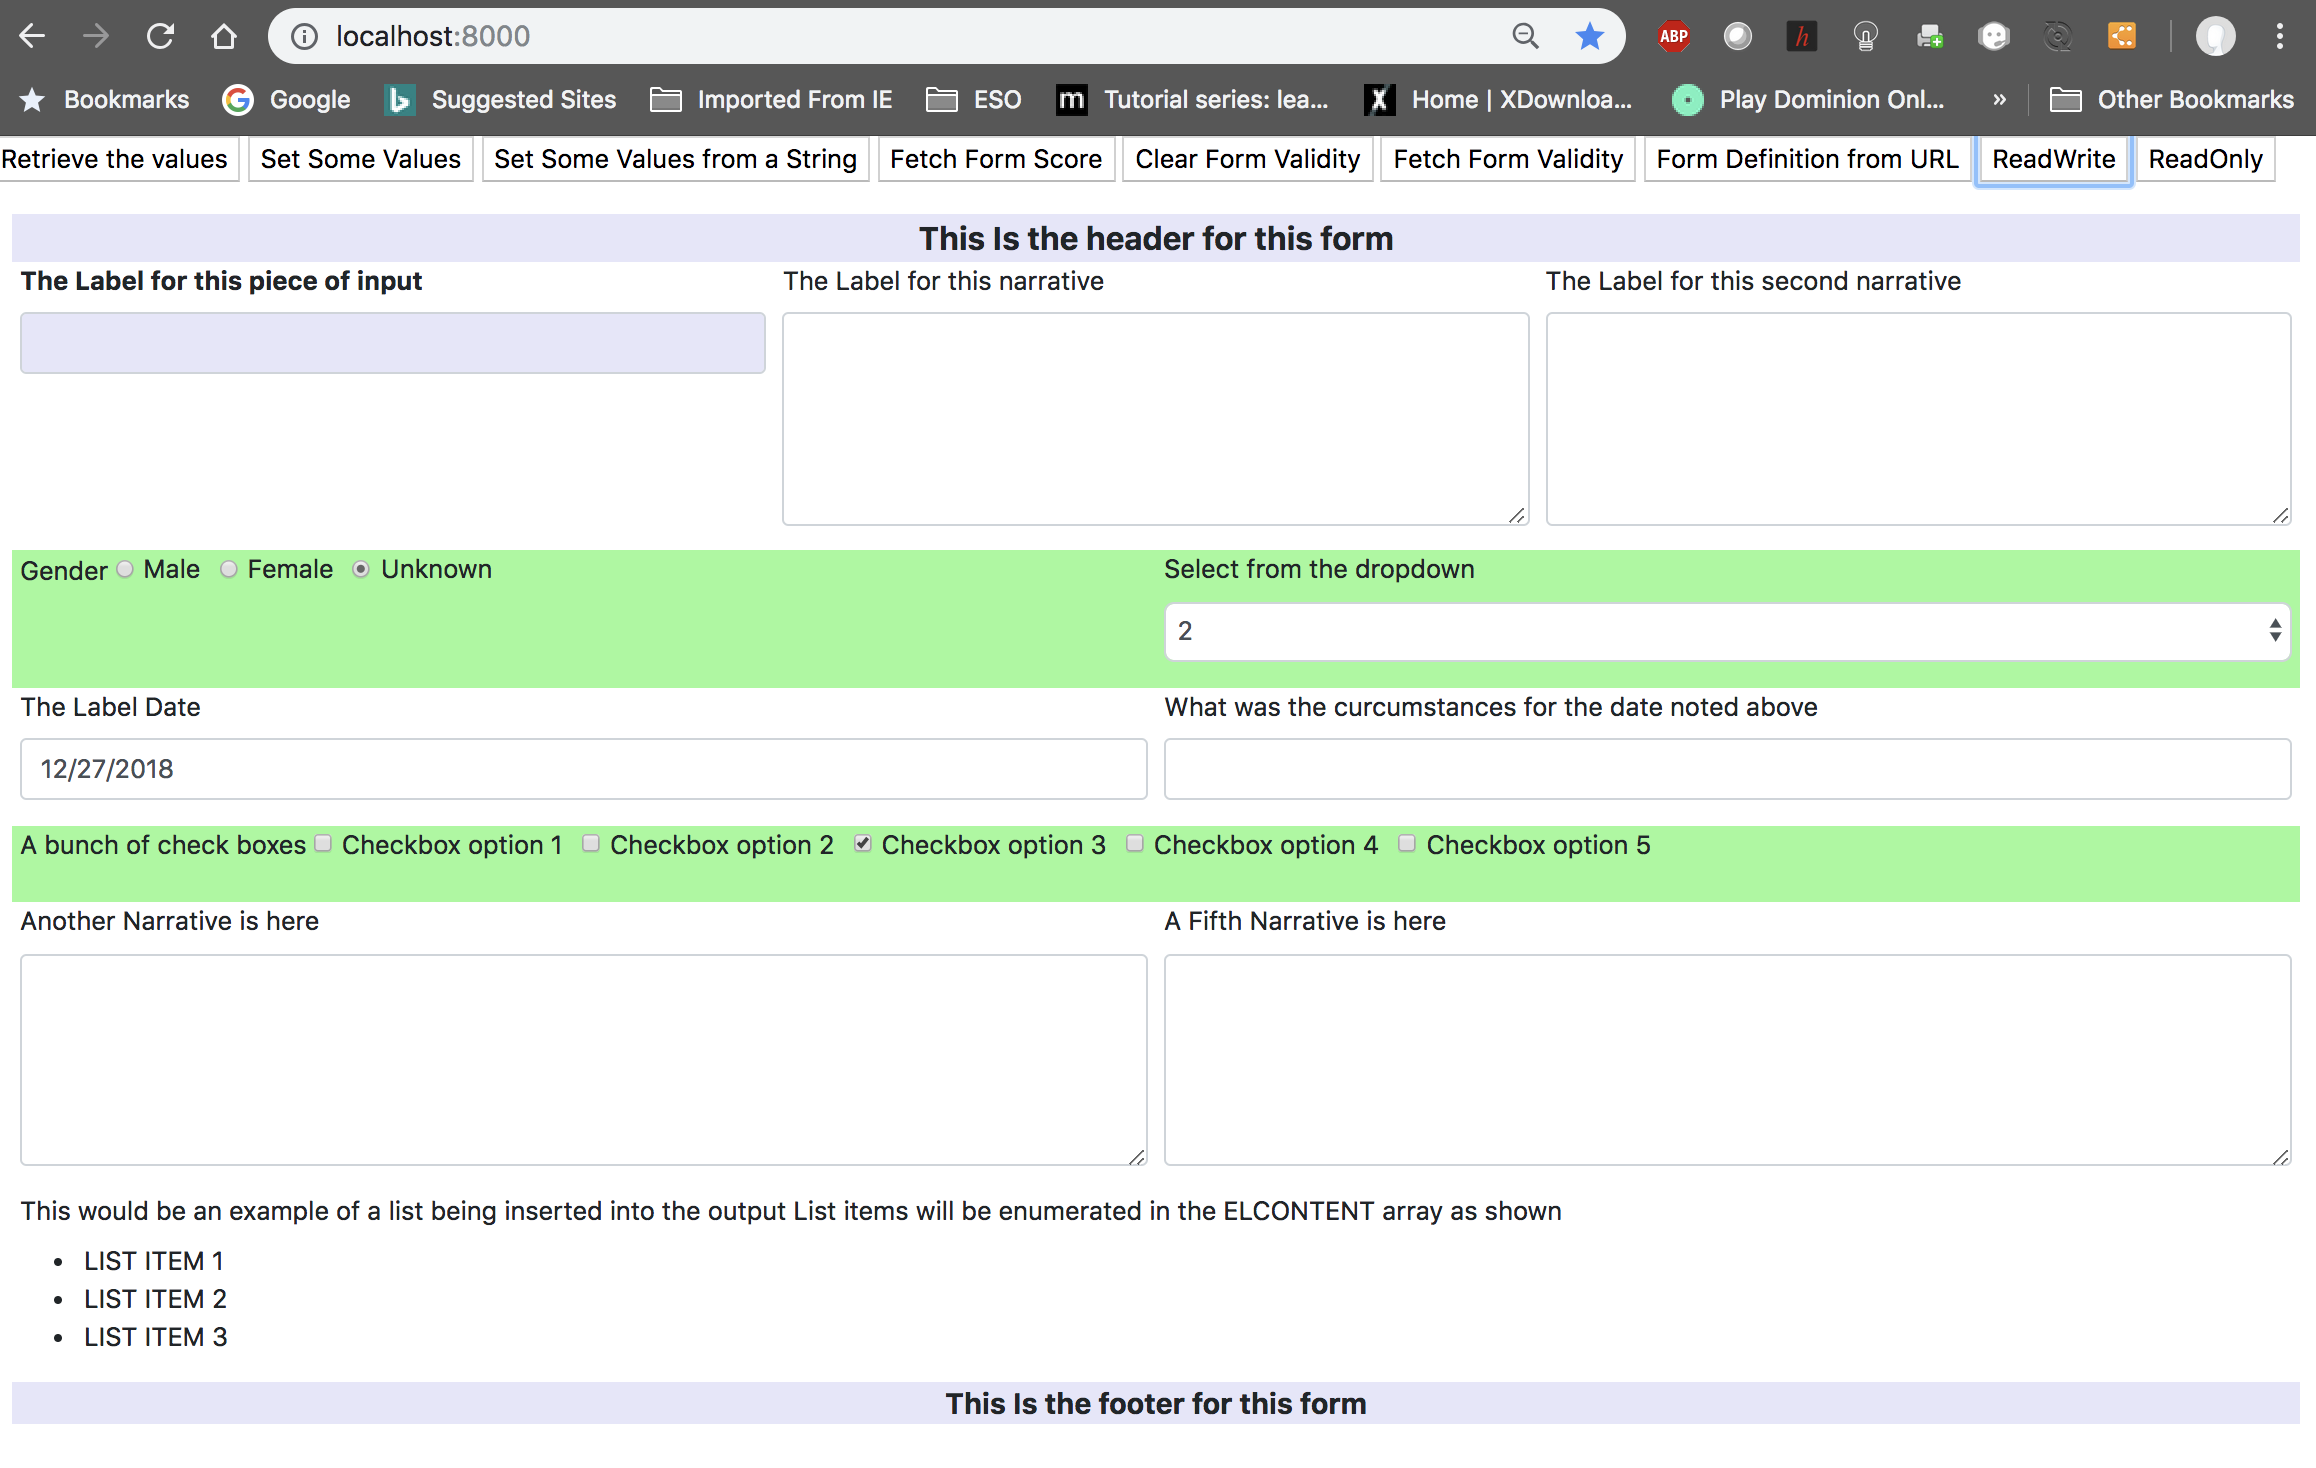 localhost:8000
ABP
h
Bookmarks Google Suggested Sites Imported From IE ESO m Tutorial series: lea... X Home | XDownloa... Play Dominion Onl... » Other Bookmarks
Retrieve the values Set Some Values Set Some Values from a String Fetch Form Score Clear Form Validity Fetch Form Validity Form Definition from URL ReadWrite ReadOnly
This Is the header for this form
The Label for this piece of input The Label for this narrative The Label for this second narrative
Gender Male Female Unknown Select from the dropdown
2
The Label Date What was the curcumstances for the date noted above
12/27/2018
A bunch of check boxes Checkbox option 1 Checkbox option 2 Checkbox option 3 Checkbox option 4 Checkbox option 5
Another Narrative is here A Fifth Narrative is here
This would be an example of a list being inserted into the output List items will be enumerated in the ELCONTENT array as shown
• LIST ITEM 1
• LIST ITEM 2
• LIST ITEM 3
This Is the footer for this form